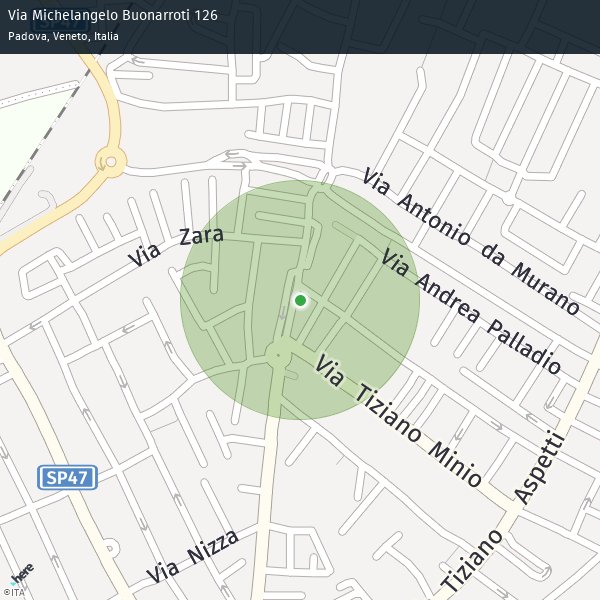 Via Michelangelo Buonarroti 126
Padova, Veneto, Italia
Via Antonio da Murano
Via Zara
Via Andrea Palladio
Via Tiziano Minio
SP47
Tiziano Aspetti
Via Nizza
here
©ITA